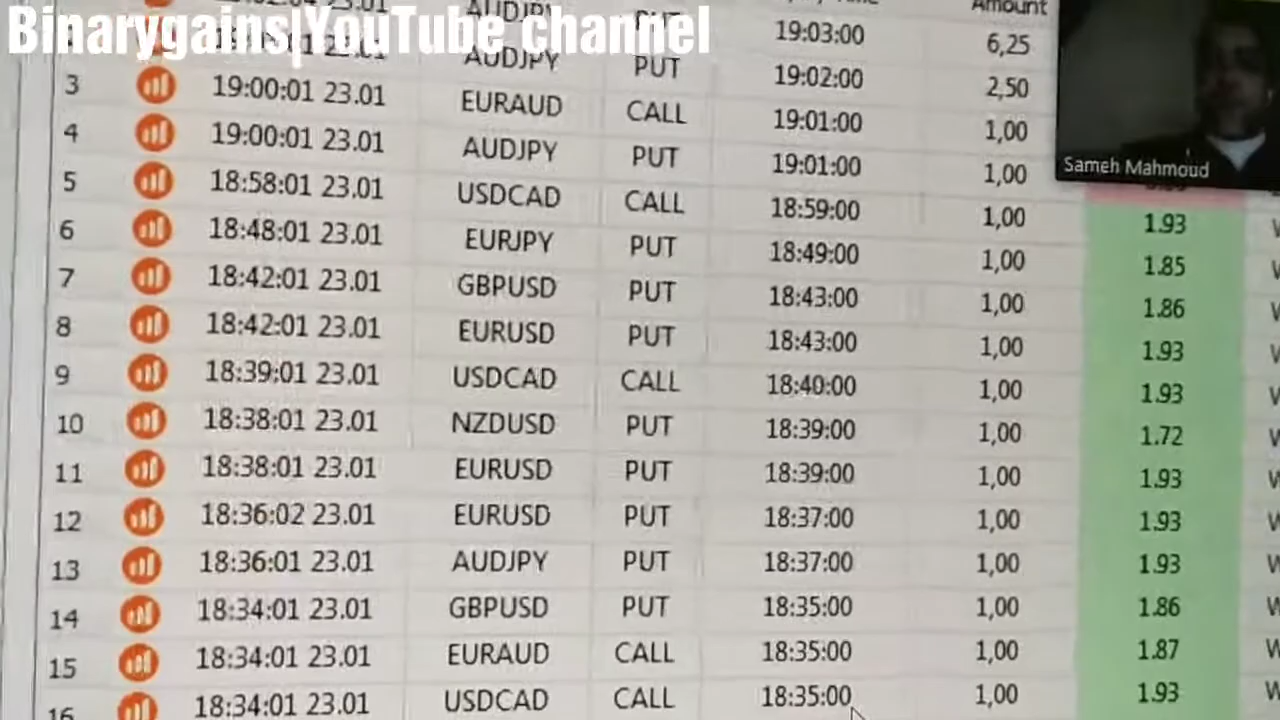 Binarygains|YouTube channel
Amount
AUDJPY PUT 19:03:00 6,25
AUDJPY PUT 19:02:00 2,50
3 19:00:01 23.01 EURAUD CALL 19:01:00 1,00
4 19:00:01 23.01 AUDJPY PUT 19:01:00 1,00
Sameh Mahmoud
5 18:58:01 23.01 USDCAD CALL 18:59:00 1,00 1.93
6 18:48:01 23.01 EURJPY PUT 18:49:00 1,00 1.85
7 18:42:01 23.01 GBPUSD PUT 18:43:00 1,00 1.86
8 18:42:01 23.01 EURUSD PUT 18:43:00 1,00 1.93
9 18:39:01 23.01 USDCAD CALL 18:40:00 1,00 1.93
10 18:38:01 23.01 NZDUSD PUT 18:39:00 1,00 1.72
11 18:38:01 23.01 EURUSD PUT 18:39:00 1,00 1.93
12 18:36:02 23.01 EURUSD PUT 18:37:00 1,00 1.93
13 18:36:01 23.01 AUDJPY PUT 18:37:00 1,00 1.93
14 18:34:01 23.01 GBPUSD PUT 18:35:00 1,00 1.86
15 18:34:01 23.01 EURAUD CALL 18:35:00 1,00 1.87
16 18:34:01 23.01 USDCAD CALL 18:35:00 1,00 1.93